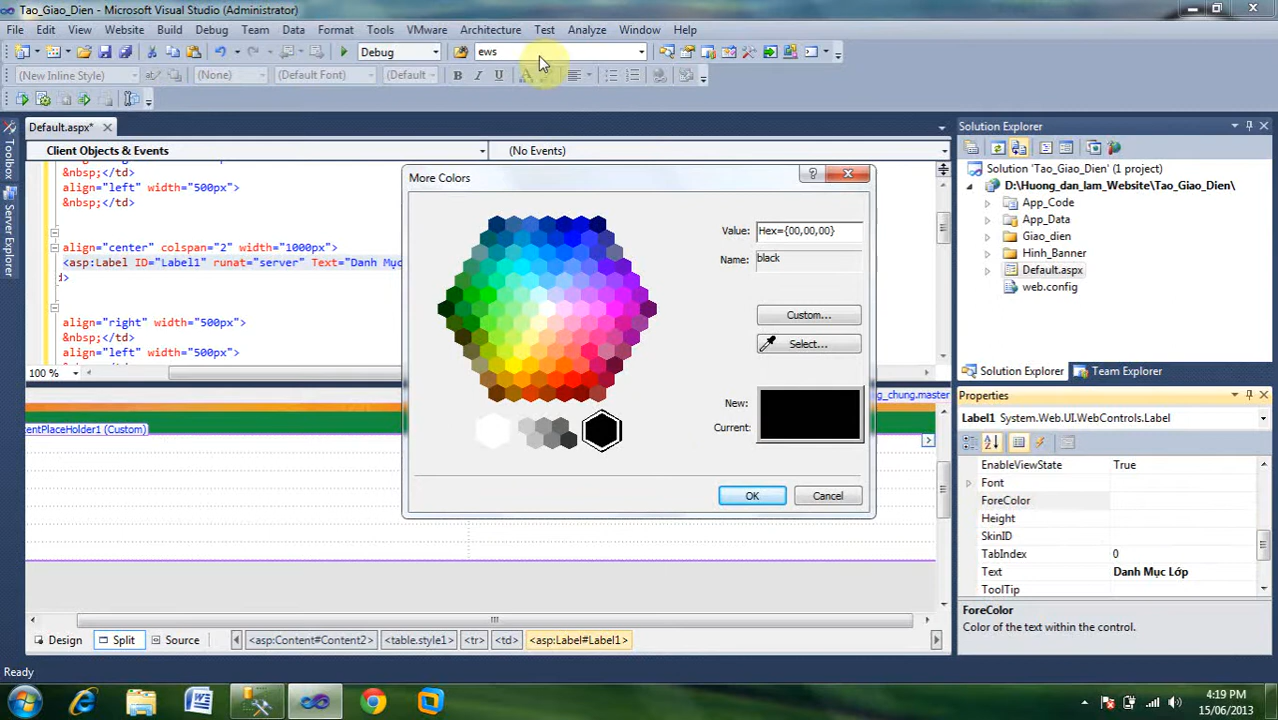 Tao_Giao_Dien - Microsoft Visual Studio (Administrator)
File Edit View Website Build Debug Team Data Format Tools VMware Architecture Test Analyze Window Help
Debug ews
(New Inline Style) (None) (Default Font) (Default B I U A
Default.aspx*
Client Objects & Events (No Events)
&nbsp;</td>
align="left" width="500px">
&nbsp;</td>
align="center" colspan="2" width="1000px">
<asp:Label ID="Label1" runat="server" Text="Danh Mục
align="right" width="500px">
&nbsp;</td>
align="left" width="500px">
100 %
g_chung.master
entPlaceHolder1 (Custom)
Design Split Source <asp:Content#Content2> <table.style1> <tr> <td> <asp:Label#Label1>
Ready
Toolbox
Server Explorer
More Colors
Value: Hex={00,00,00}
Name: black
Custom...
Select...
New:
Current:
OK Cancel
Solution Explorer
Solution 'Tao_Giao_Dien' (1 project)
D:\Huong_dan_lam_Website\Tao_Giao_Dien\
App_Code
App_Data
Giao_dien
Hinh_Banner
Default.aspx
web.config
Solution Explorer Team Explorer
Properties
Label1 System.Web.UI.WebControls.Label
EnableViewState True
Font
ForeColor
Height
SkinID
TabIndex 0
Text Danh Mục Lớp
ToolTip
ForeColor
Color of the text within the control.
4:19 PM
15/06/2013